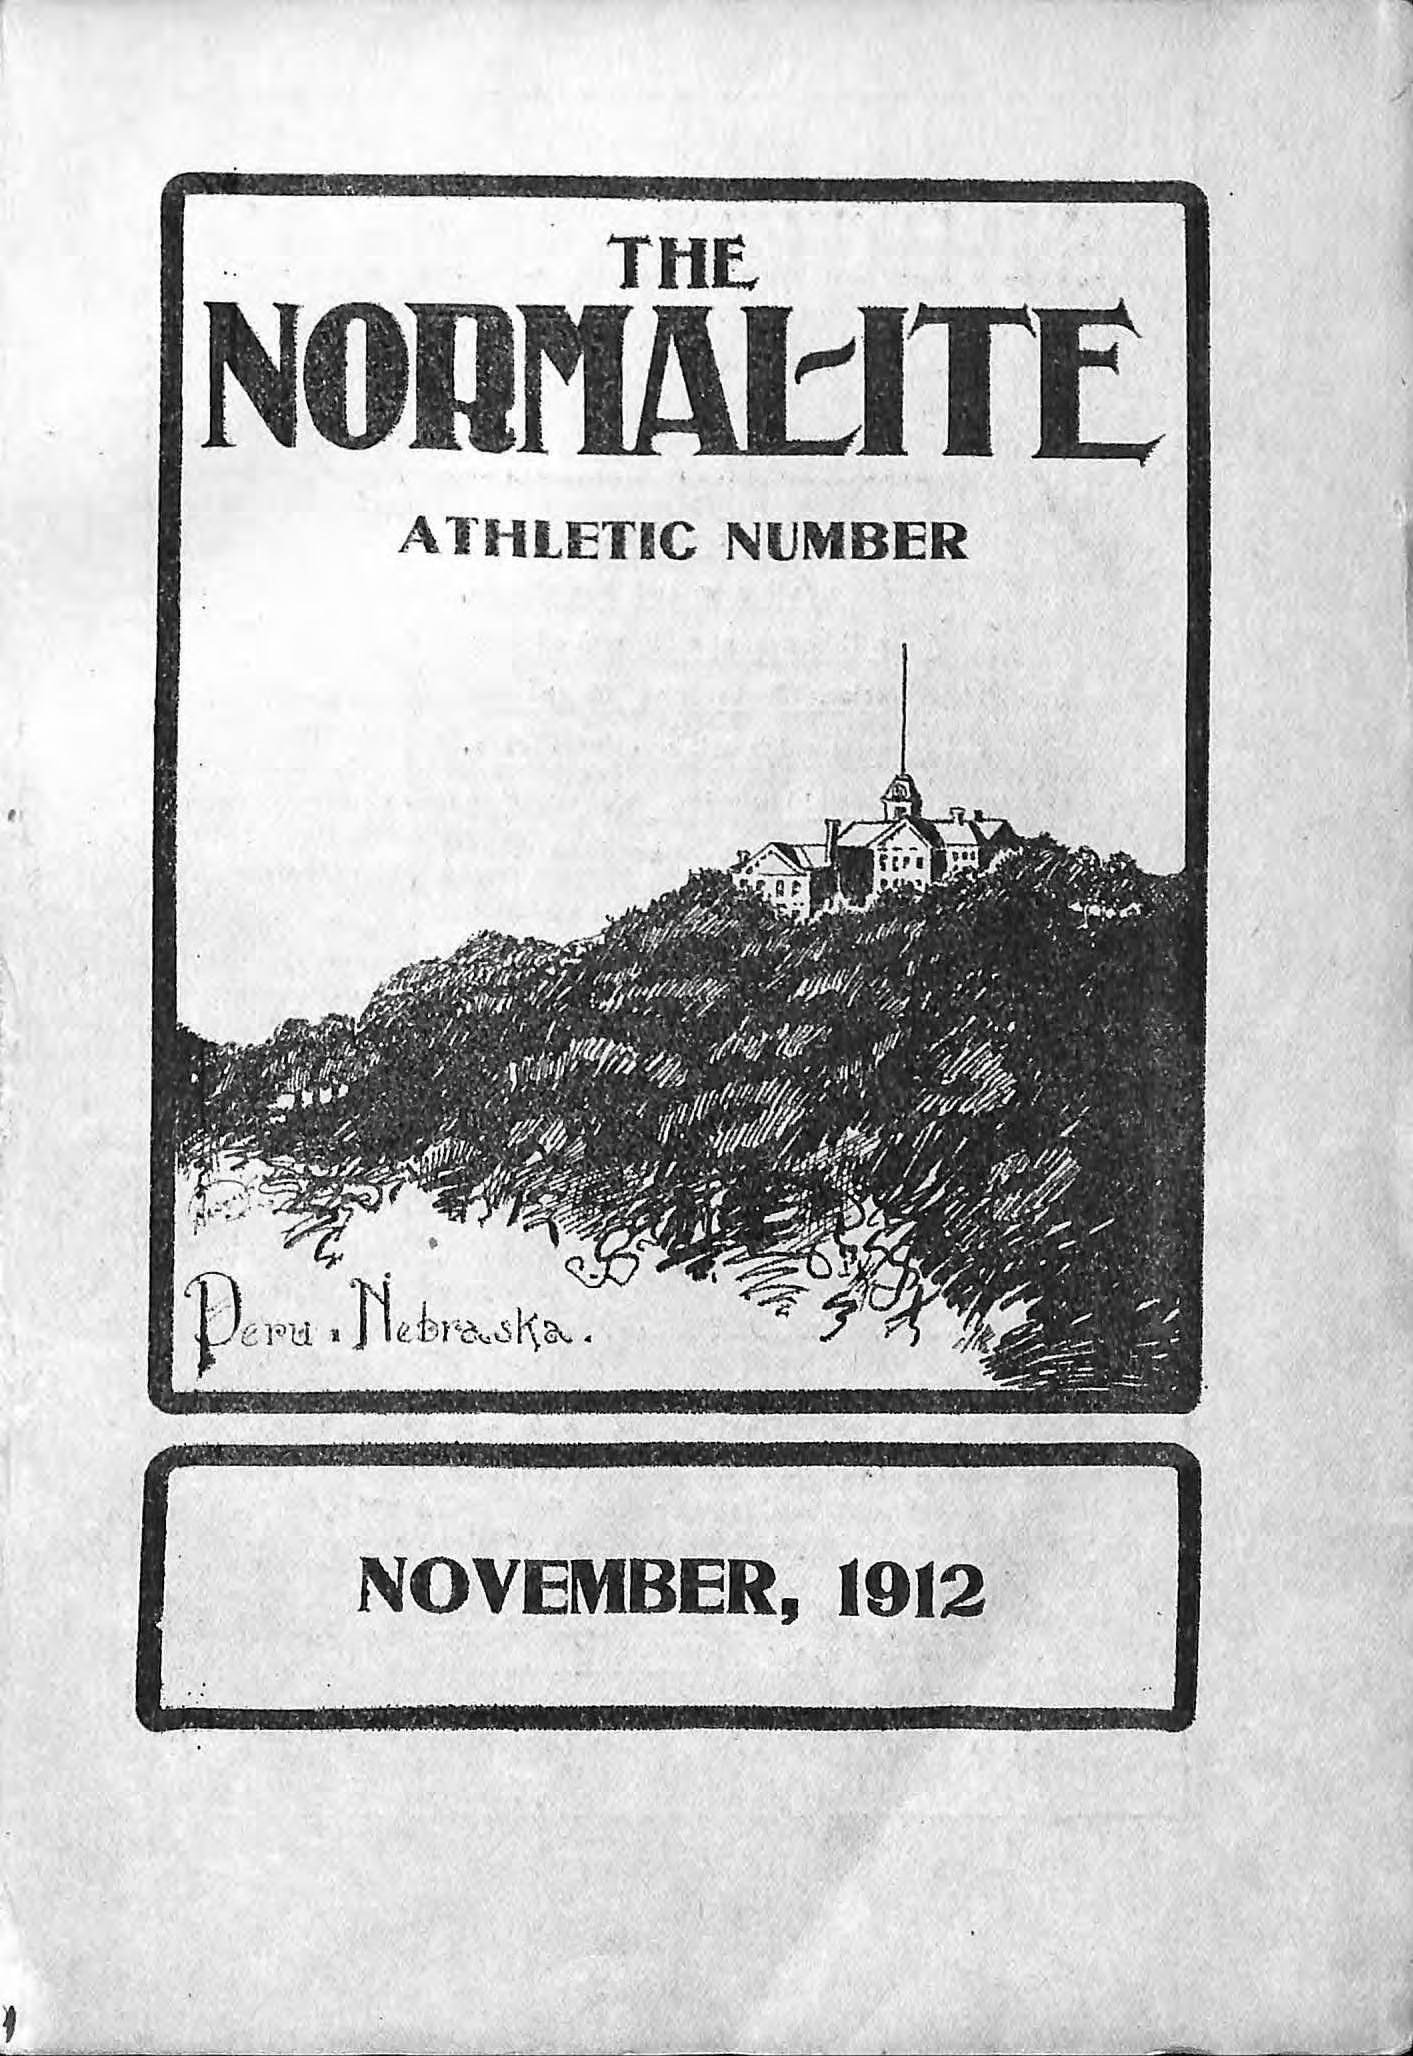 THE
NORMAL-ITE
ATHLETIC NUMBER
Peru. Nebraska.
NOVEMBER, 1912